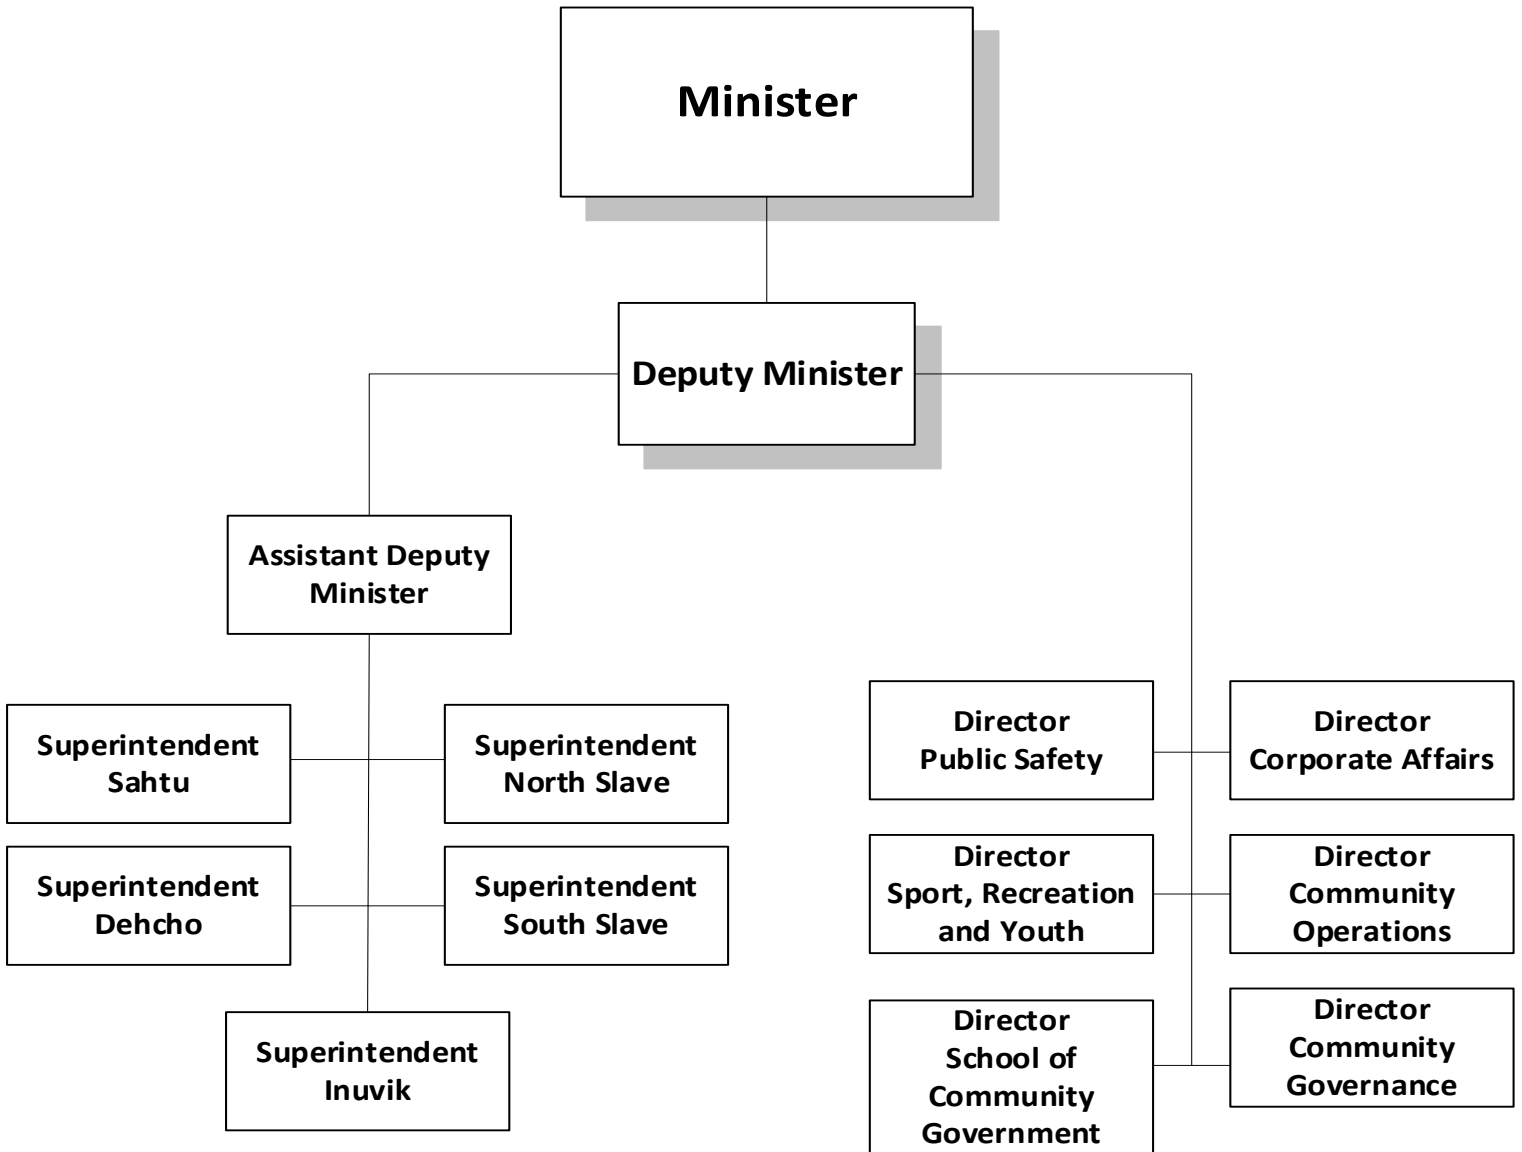 Minister
Deputy Minister
Assistant Deputy
Minister
Superintendent
Sahtu
Superintendent
North Slave
Superintendent
Dehcho
Superintendent
South Slave
Superintendent
Inuvik
Director
Public Safety
Director
Corporate Affairs
Director
Sport, Recreation
and Youth
Director
Community
Operations
Director
School of
Community
Government
Director
Community
Governance